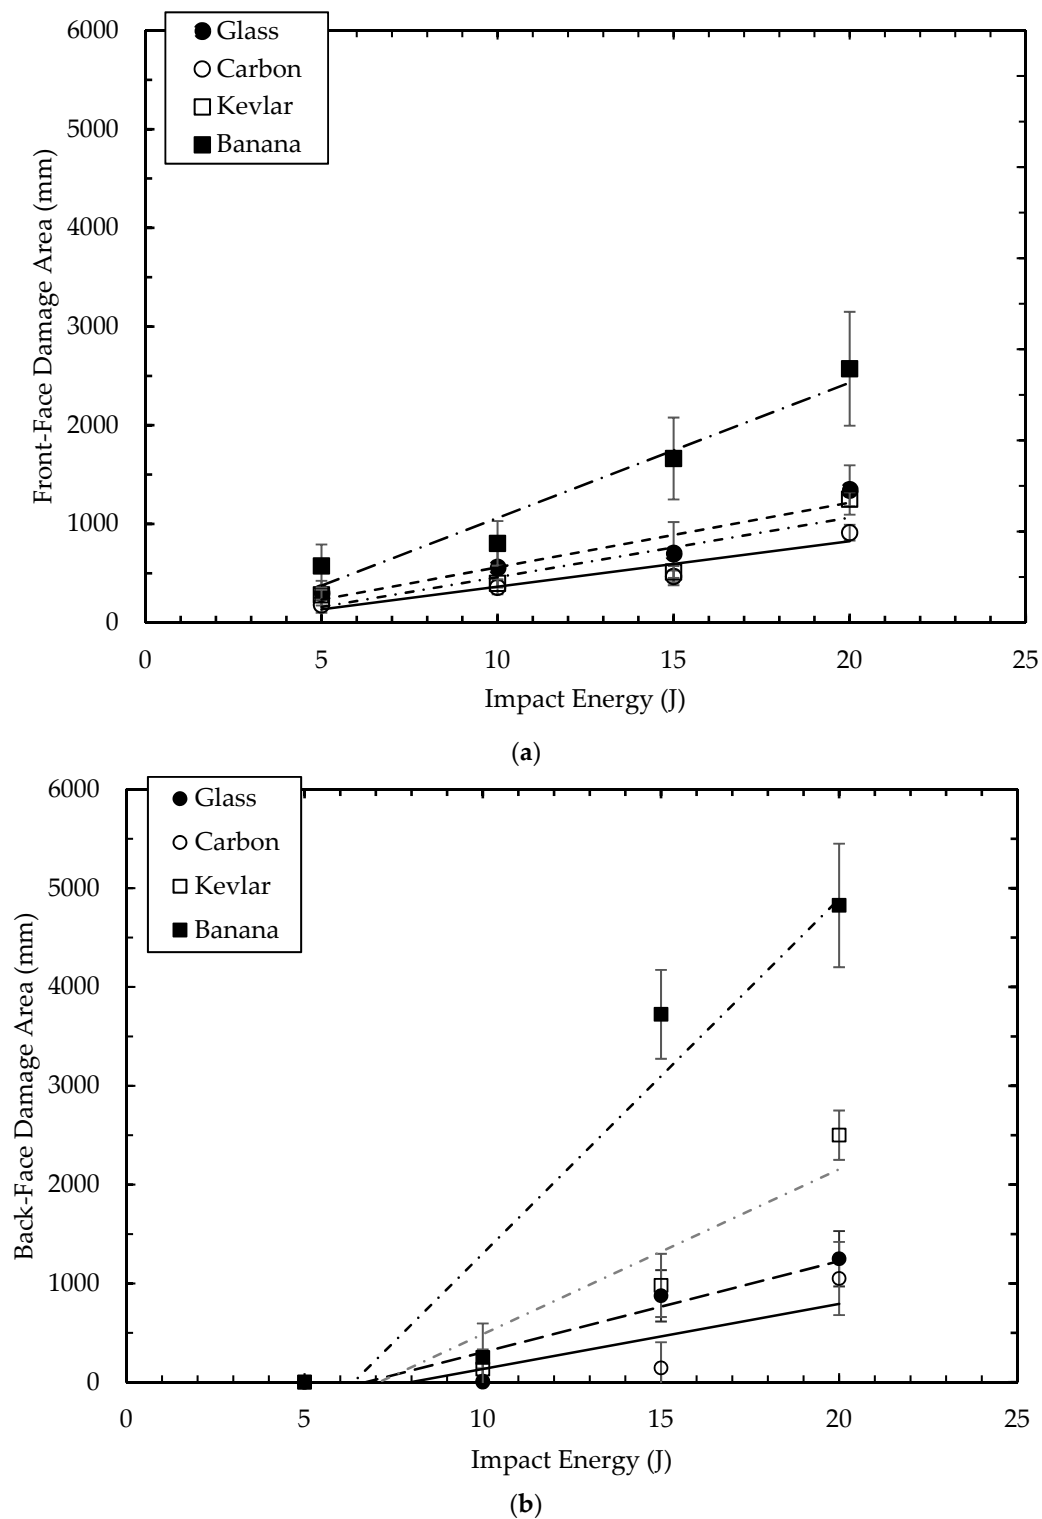 6000
5000
4000
3000
2000
1000
0
Front-Face Damage Area (mm)
Glass
Carbon
Kevlar
Banana
0 5 10 15 20 25
Impact Energy (J)
(a)
6000
5000
4000
3000
2000
1000
0
Back-Face Damage Area (mm)
Glass
Carbon
Kevlar
Banana
0 5 10 15 20 25
Impact Energy (J)
(b)